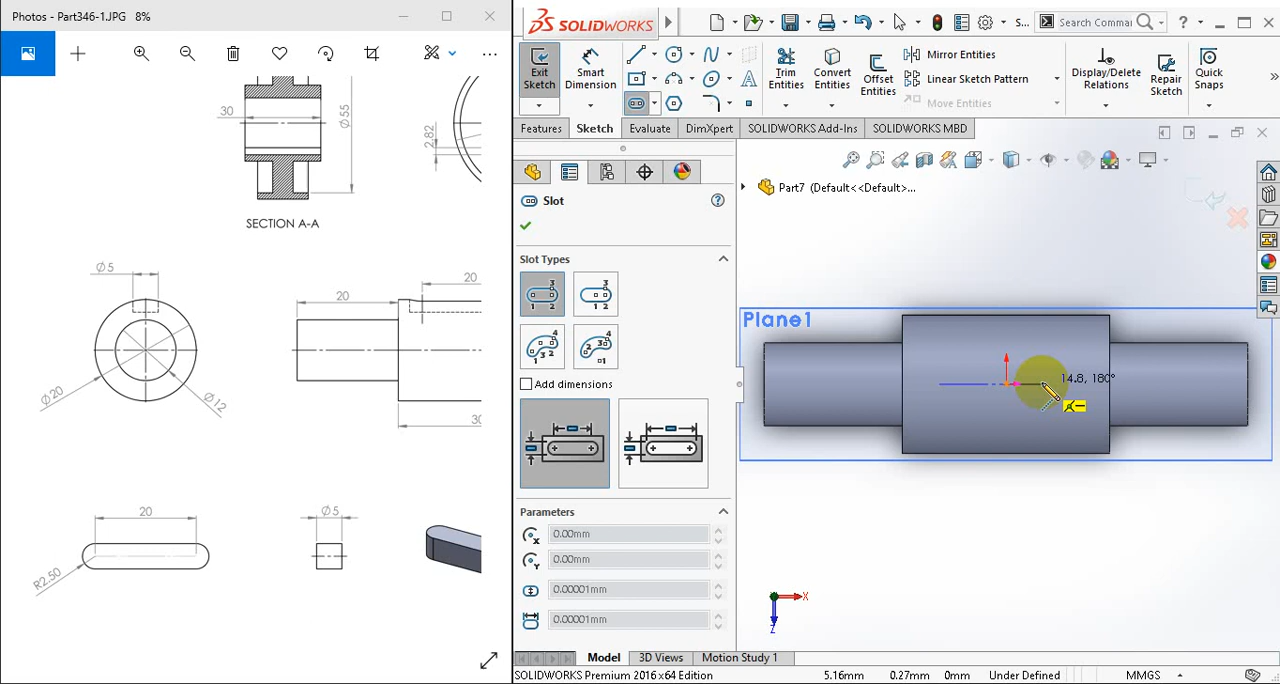 Photos - Part346-1.JPG 8%
30
Ø55
2.82
SECTION A-A
Ø5
Ø20
Ø12
20
20
30
20
R2.50
Ø5
SOLIDWORKS
S...
Search Comma
Exit Sketch
Smart Dimension
Trim Entities
Convert Entities
Offset Entities
Mirror Entities
Linear Sketch Pattern
Move Entities
Display/Delete Relations
Repair Sketch
Quick Snaps
Features
Sketch
Evaluate
DimXpert
SOLIDWORKS Add-Ins
SOLIDWORKS MBD
Slot
Slot Types
Add dimensions
Parameters
0.00mm
0.00mm
0.00001mm
0.00001mm
Part7 (Default<<Default>...
Plane1
14.8, 180°
X
Z
Model
3D Views
Motion Study 1
SOLIDWORKS Premium 2016 x64 Edition
5.16mm
0.27mm
0mm
Under Defined
MMGS